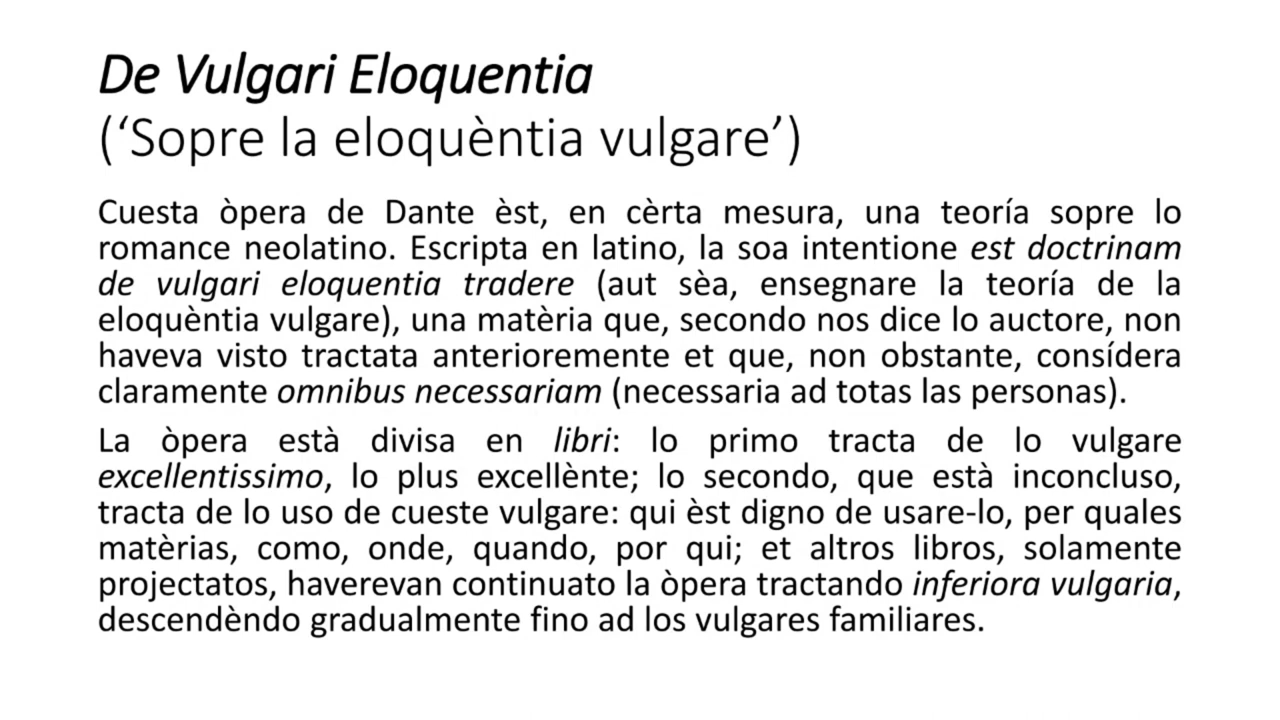 De Vulgari Eloquentia
(‘Sopre la eloquèntia vulgare’)
Cuesta òpera de Dante èst, en cèrta mesura, una teoría sopre lo
romance neolatino. Escripta en latino, la soa intentione est doctrinam
de vulgari eloquentia tradere (aut sèa, ensegnare la teoría de la
eloquèntia vulgare), una matèria que, secondo nos dice lo auctore, non
haveva visto tractata anterioremente et que, non obstante, consídera
claramente omnibus necessariam (necessaria ad totas las personas).
La òpera està divisa en libri: lo primo tracta de lo vulgare
excellentissimo, lo plus excellènte; lo secondo, que està inconcluso,
tracta de lo uso de cueste vulgare: qui èst digno de usare-lo, per quales
matèrias, como, onde, quando, por qui; et altros libros, solamente
projectatos, haverevan continuato la òpera tractando inferiora vulgaria,
descendèndo gradualmente fino ad los vulgares familiares.